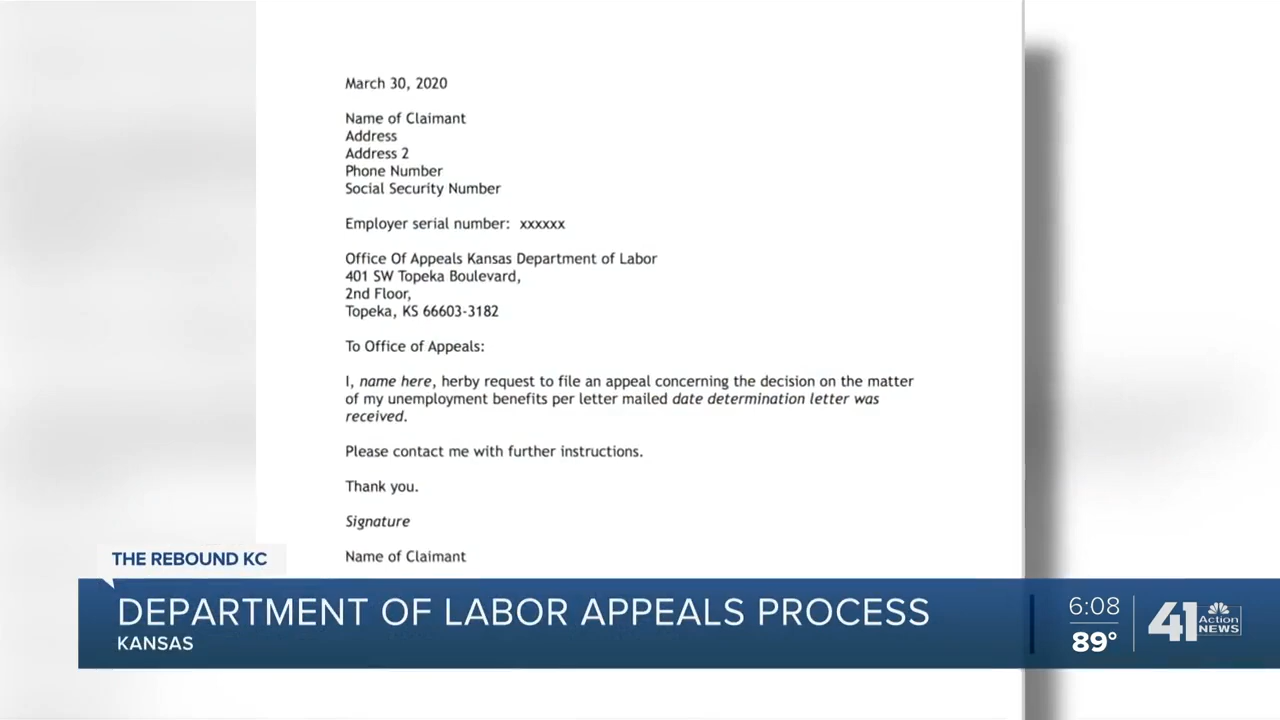 March 30, 2020
Name of Claimant
Address
Address 2
Phone Number
Social Security Number
Employer serial number: xxxxxx
Office Of Appeals Kansas Department of Labor
401 SW Topeka Boulevard,
2nd Floor,
Topeka, KS 66603-3182
To Office of Appeals:
I, name here, herby request to file an appeal concerning the decision on the matter
of my unemployment benefits per letter mailed date determination letter was
received.
Please contact me with further instructions.
Thank you.
Signature
Name of Claimant
THE REBOUND KC
DEPARTMENT OF LABOR APPEALS PROCESS
KANSAS
6:08
89°
41
Action
NEWS